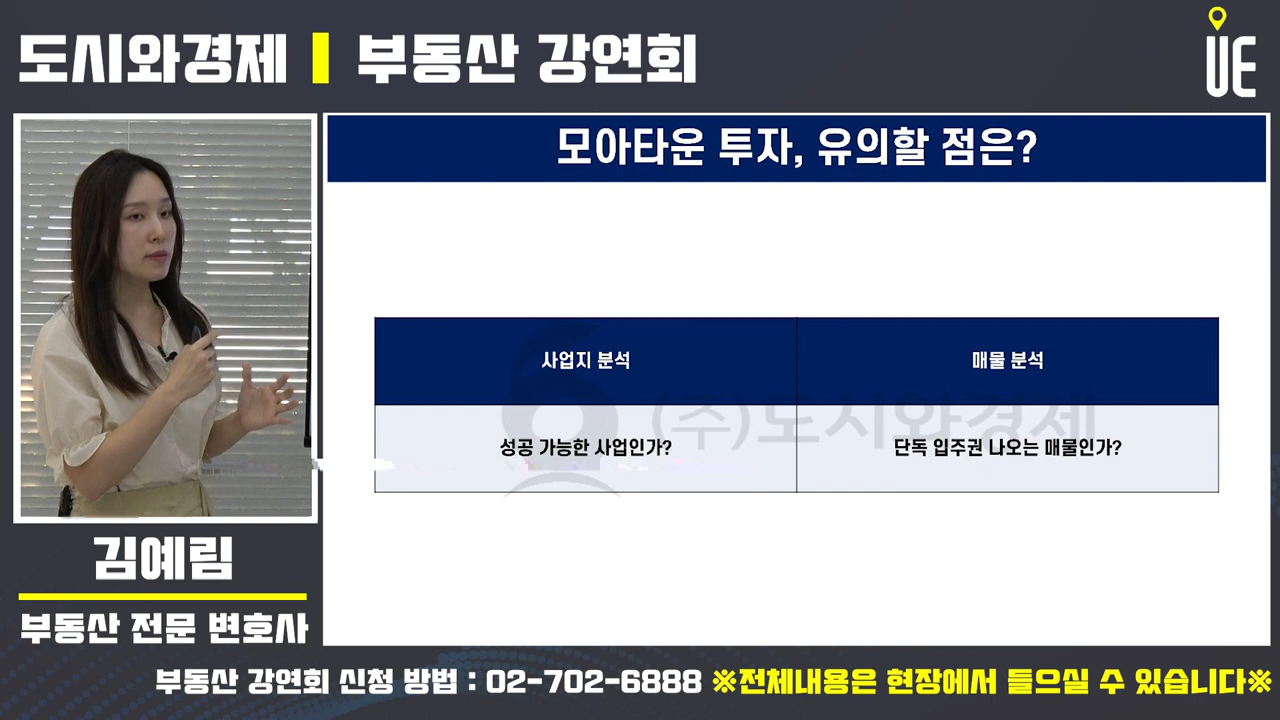 도시와경제 부동산 강연회
UE
모아타운 투자, 유의할 점은?
사업지 분석
매물 분석
성공 가능한 사업인가?
단독 입주권 나오는 매물인가?
(주)도시와경제
김예림
부동산 전문 변호사
부동산 강연회 신청 방법 : 02-702-6888 ※전체내용은 현장에서 들으실 수 있습니다※